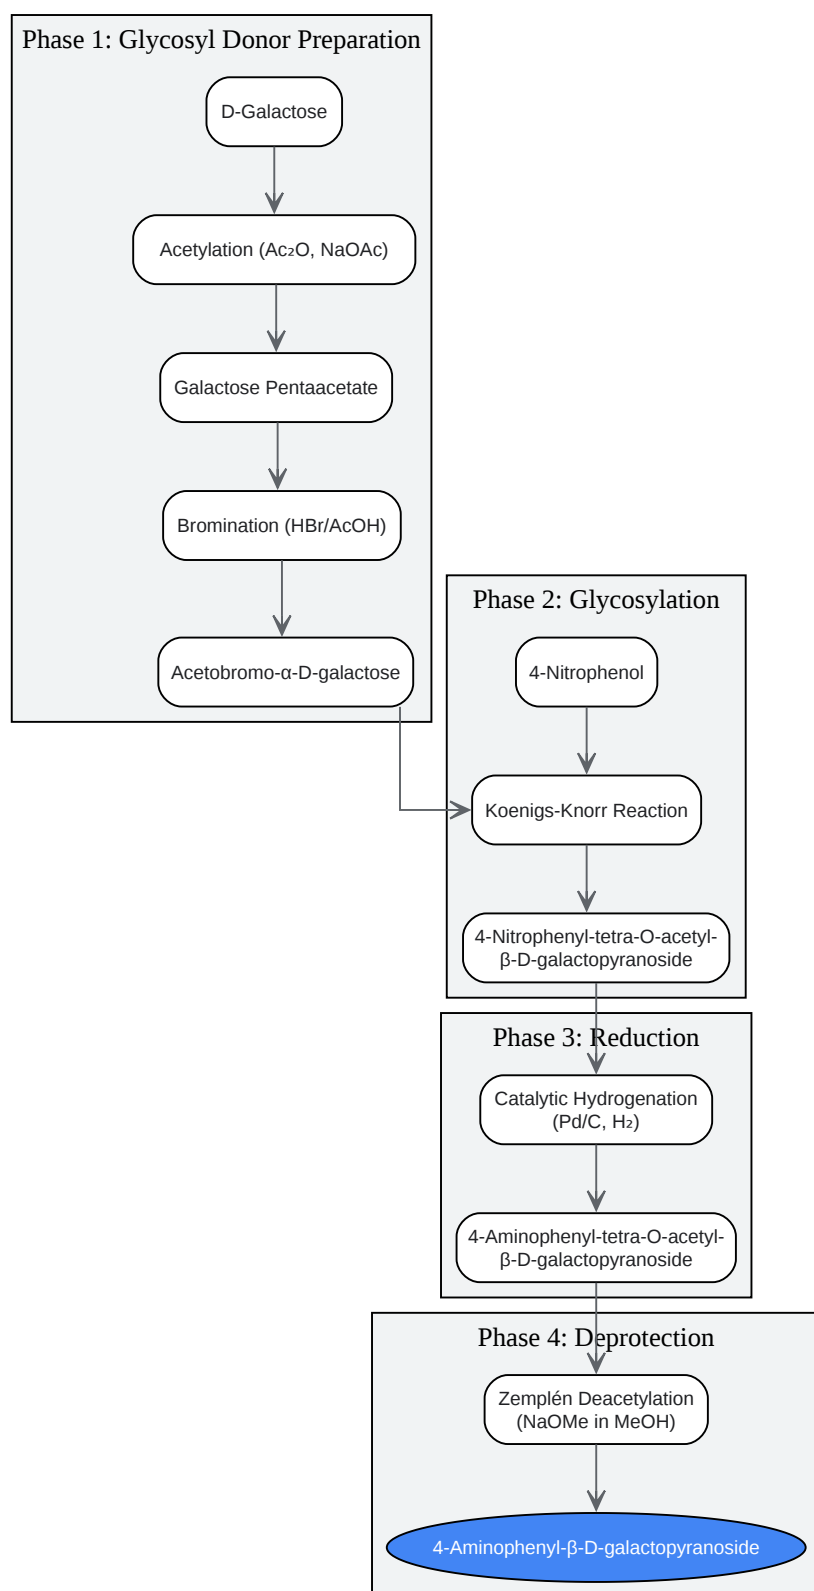 Phase 1: Glycosyl Donor Preparation
D-Galactose
Acetylation (Ac₂O, NaOAc)
Galactose Pentaacetate
Bromination (HBr/AcOH)
Acetobromo-α-D-galactose
Phase 2: Glycosylation
4-Nitrophenol
Koenigs-Knorr Reaction
4-Nitrophenyl-tetra-O-acetyl-
β-D-galactopyranoside
Phase 3: Reduction
Catalytic Hydrogenation
(Pd/C, H₂)
4-Aminophenyl-tetra-O-acetyl-
β-D-galactopyranoside
Phase 4: Deprotection
Zemplén Deacetylation
(NaOMe in MeOH)
4-Aminophenyl-β-D-galactopyranoside